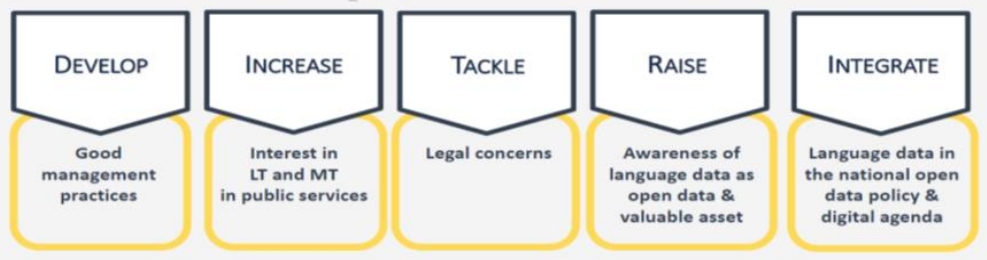 DEVELOP
Good
management
practices
INCREASE
Interest in
LT and MT
in public services
TACKLE
Legal concerns
RAISE
Awareness of
language data as
open data &
valuable asset
INTEGRATE
Language data in
the national open
data policy &
digital agenda